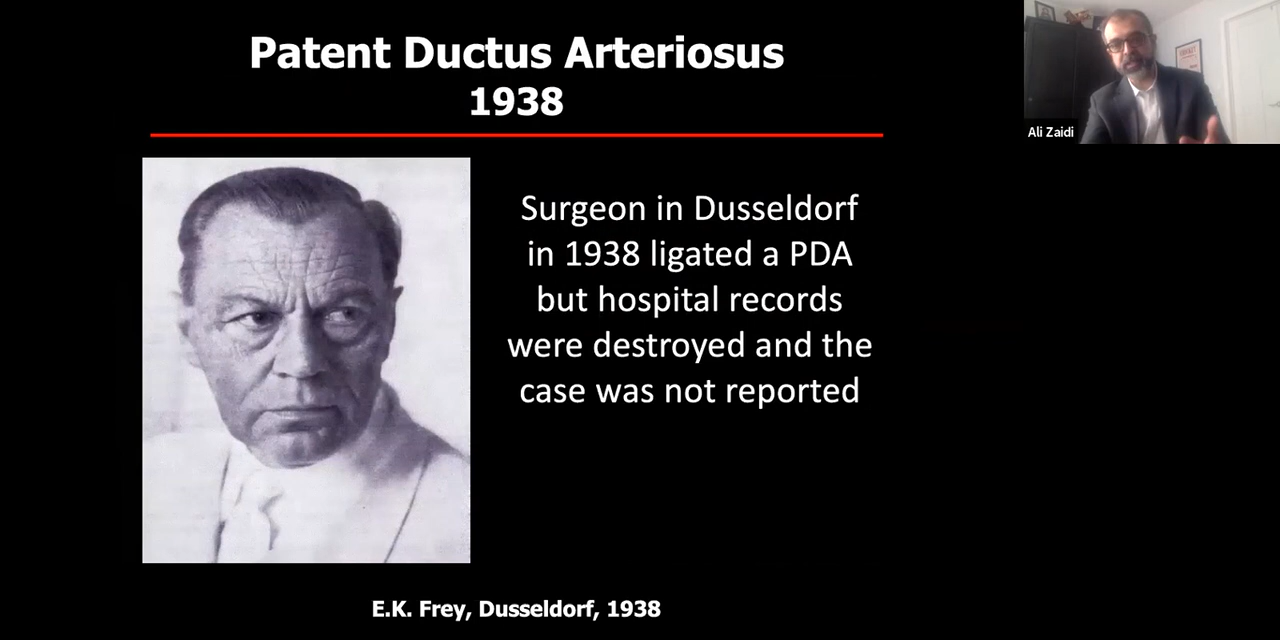 Patent Ductus Arteriosus
1938
Ali Zaidi
Surgeon in Dusseldorf
in 1938 ligated a PDA
but hospital records
were destroyed and the
case was not reported
E.K. Frey, Dusseldorf, 1938